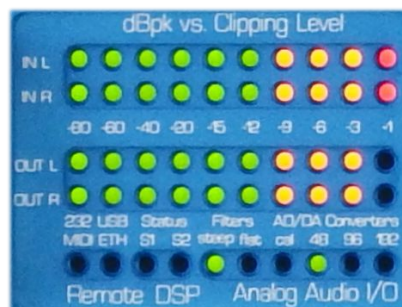 dBpk vs. Clipping Level
IN L
IN R
-80 -60 -40 -20 -15 -12 -9 -6 -3 -1
OUT L
OUT R
232 USB Status Filters AD/DA Converters
MIDI ETH S1 S2 steep flat cal 48 96 192
Remote DSP Analog Audio I/O